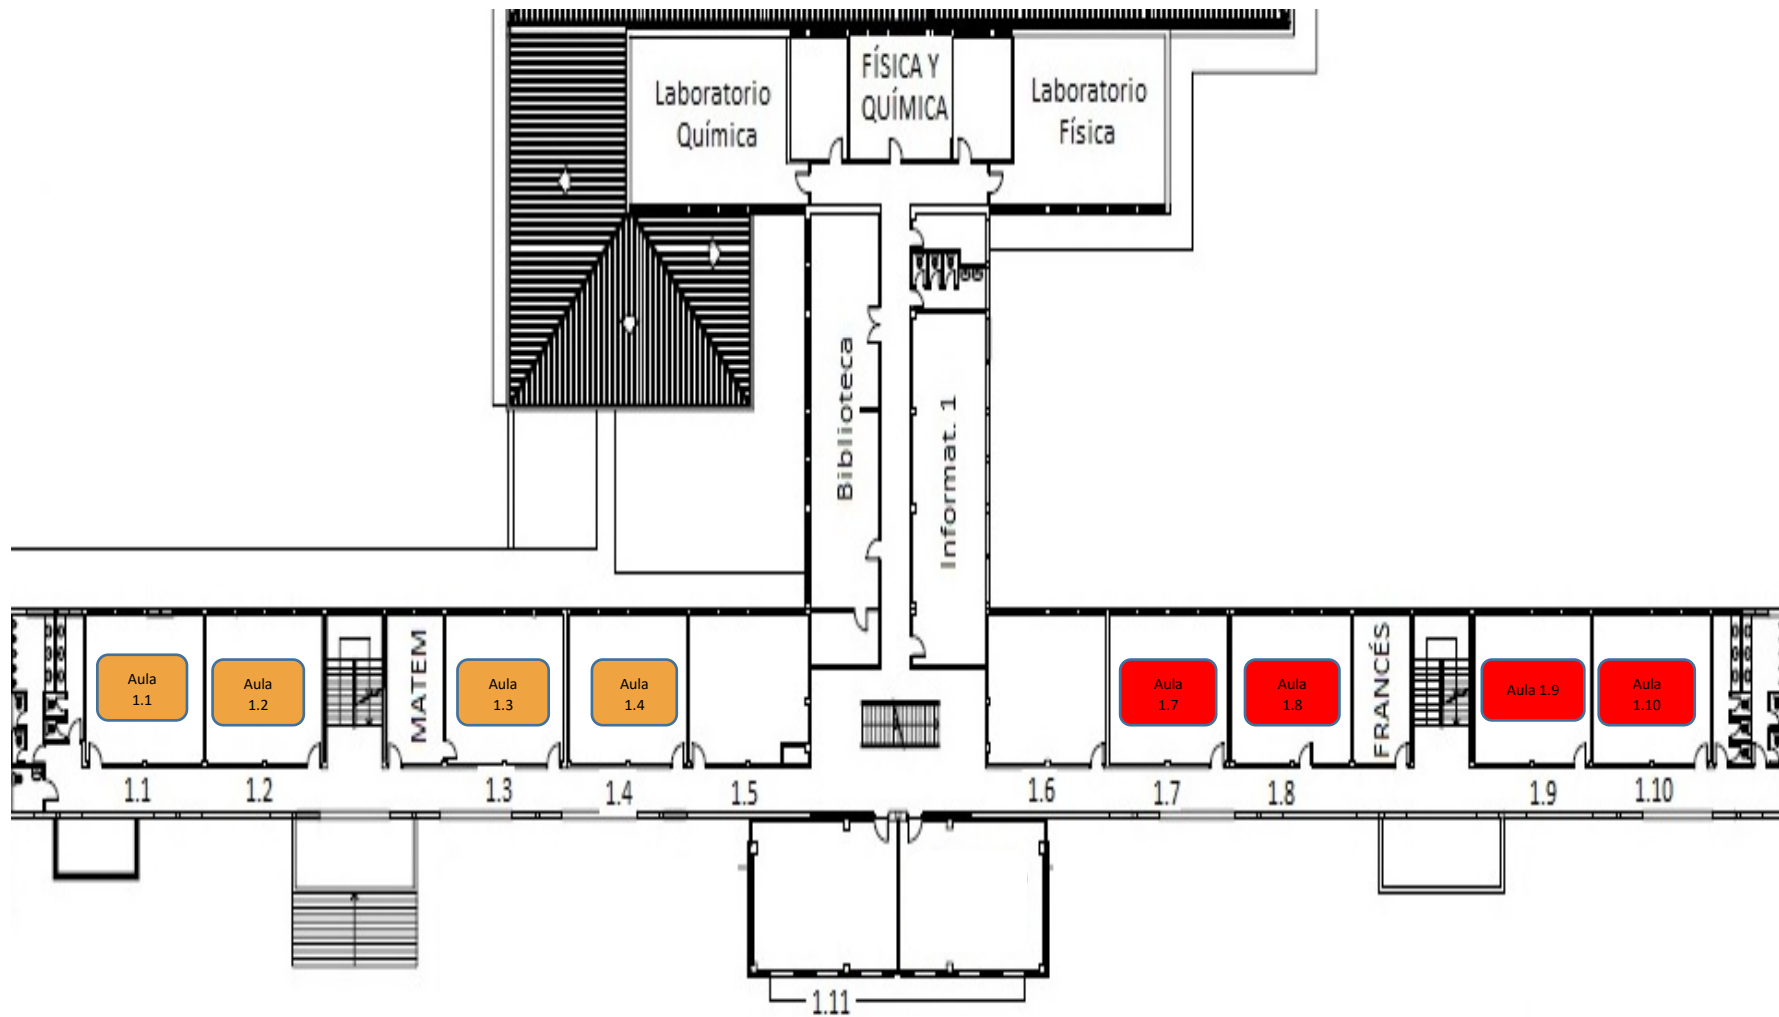 Laboratorio
Química
FÍSICA Y
QUÍMICA
Laboratorio
Física
Biblioteca
Informat. 1
Aula
1.1
Aula
1.2
MATEM
Aula
1.3
Aula
1.4
Aula
1.7
Aula
1.8
FRANCÉS
Aula 1.9
Aula
1.10
1.1
1.2
1.3
1.4
1.5
1.6
1.7
1.8
1.9
1.10
1.11